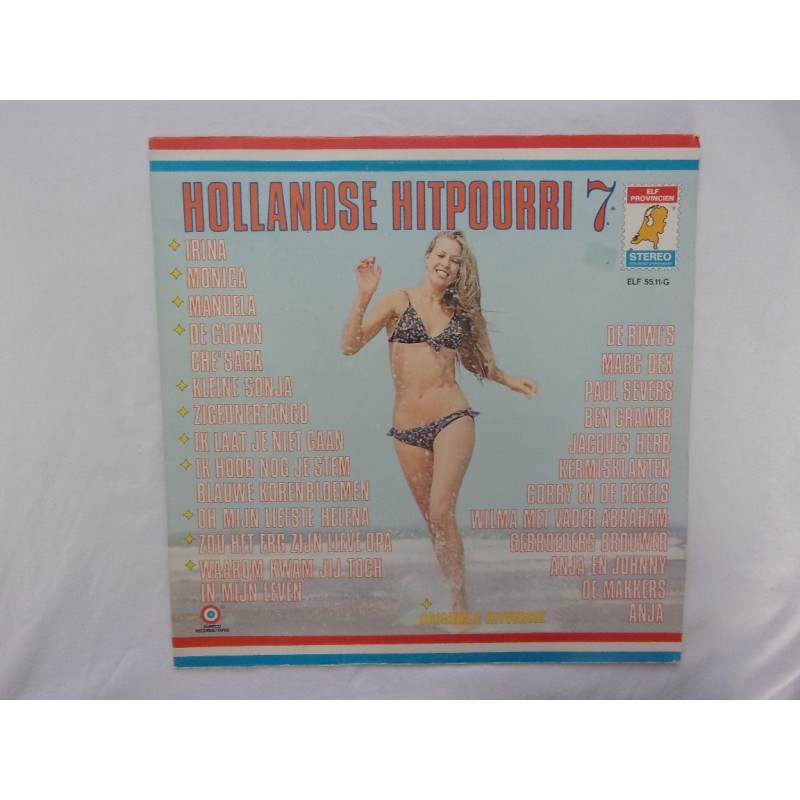 HOLLANDSE HITPOURRI 7
ELF PROVINCIEN
STEREO
ELF 55.11-G
IRINA
MONICA
MANUELA
DE CLOWN
CHE' SARA
KLEINE SONJA
ZIGEUNERTANGO
IK LAAT JE NIET GAAN
IK HOOR NOG JE STEM
BLAUWE KORENBLOEMEN
OH MIJN LIEFSTE HELENA
ZOU HET ERG ZIJN LIEVE OPA
WAAROM KWAM JIJ TOCH
IN MIJN LEVEN
DE RIWI'S
MARC DEX
PAUL SEVERS
BEN CRAMER
JACQUES HERB
KERMISKLANTEN
CORRY EN DE REKELS
WILMA MET VADER ABRAHAM
GEBROEDERS BROUWER
ANJA EN JOHNNY
DE MAKKERS
ANJA
DURECO
RECORDS/TAPES